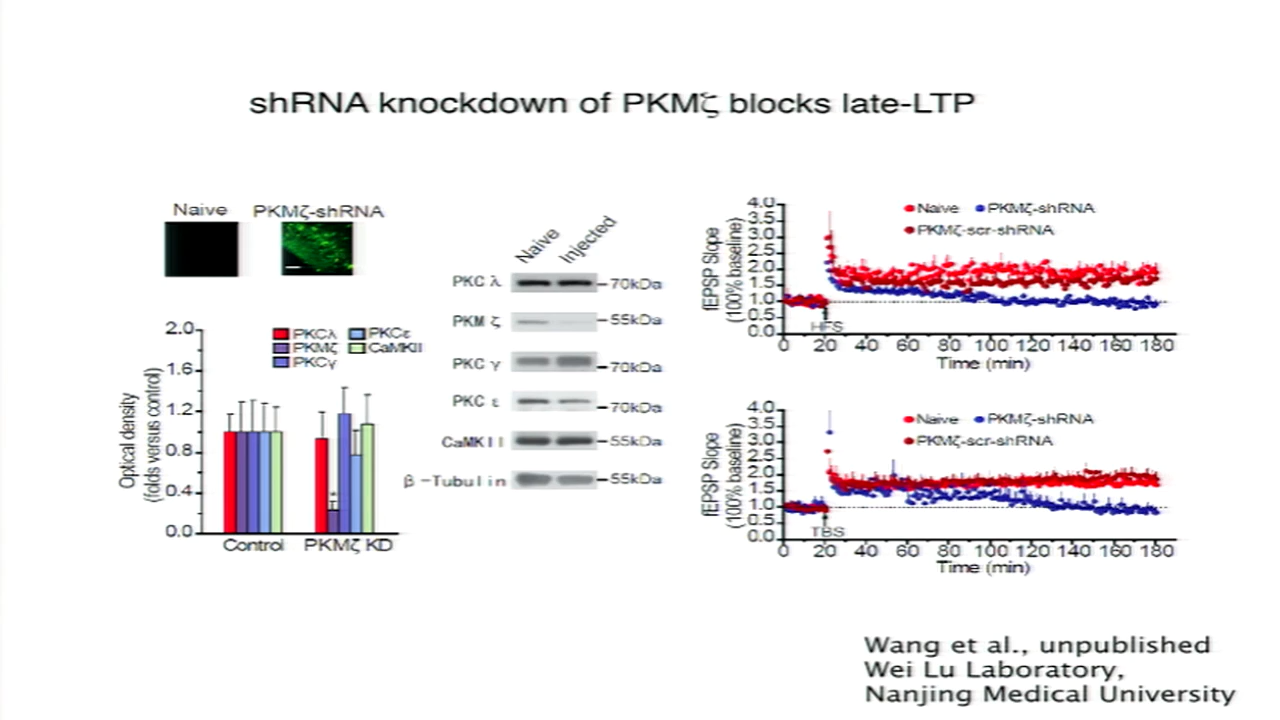 shRNA knockdown of PKMζ blocks late-LTP
Naive
PKMζ-shRNA
2.0
1.6
1.2
0.8
0.4
0.0
Optical density
(folds versus control)
PKCλ
PKCε
PKMζ
CaMKII
PKCγ
*
Control
PKMζ KD
Naive
Injected
PKC λ
70kDa
PKM ζ
55kDa
PKC γ
70kDa
PKC ε
70kDa
CaMKII
55kDa
β-Tubulin
55kDa
4.0
3.5
3.0
2.5
2.0
1.5
1.0
0.5
0.0
fEPSP Slope
(100% baseline)
Naive
PKMζ-shRNA
PKMζ-scr-shRNA
HFS
0 20 40 60 80 100 120 140 160 180
Time (min)
4.0
3.5
3.0
2.5
2.0
1.5
1.0
0.5
0.0
fEPSP Slope
(100% baseline)
Naive
PKMζ-shRNA
PKMζ-scr-shRNA
TBS
0 20 40 60 80 100 120 140 160 180
Time (min)
Wang et al., unpublished
Wei Lu Laboratory,
Nanjing Medical University